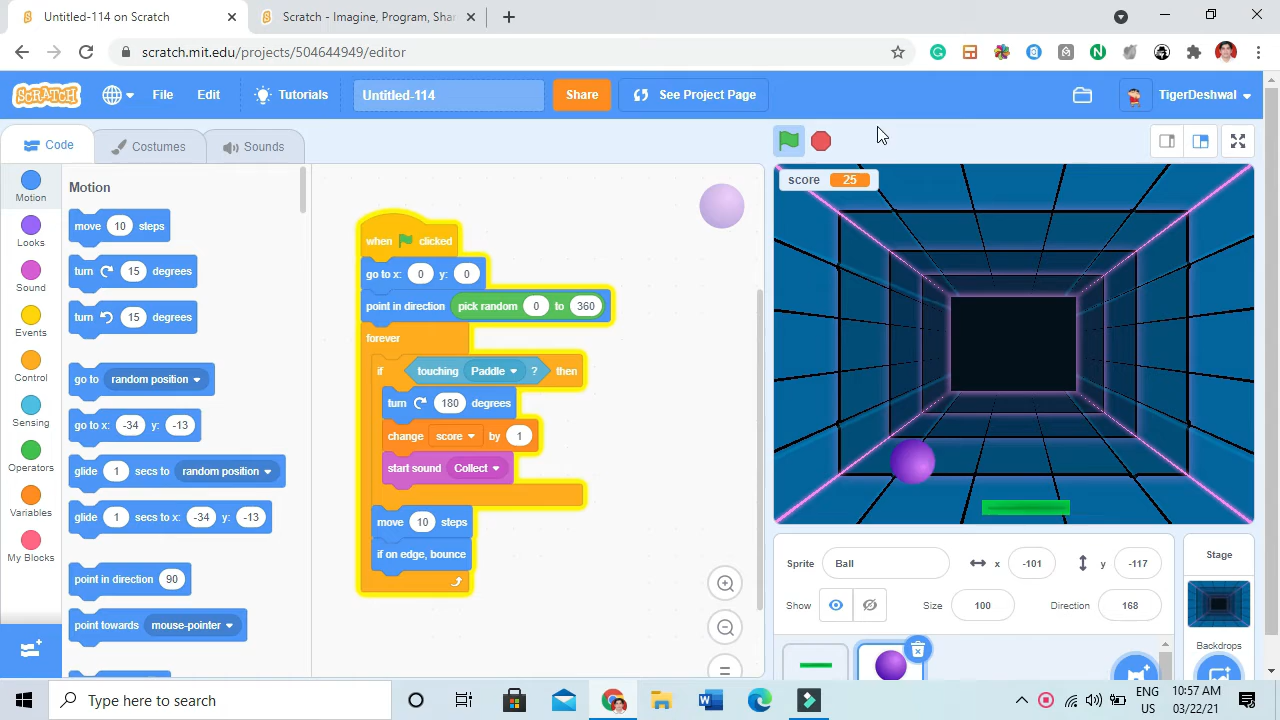 Untitled-114 on Scratch
Scratch - Imagine, Program, Shar
scratch.mit.edu/projects/504644949/editor
SCRATCH
File
Edit
Tutorials
Untitled-114
Share
See Project Page
TigerDeshwal
Code
Costumes
Sounds
Motion
Looks
Sound
Events
Control
Sensing
Operators
Variables
My Blocks
Motion
move 10 steps
turn 15 degrees
turn 15 degrees
go to random position
go to x: -34 y: -13
glide 1 secs to random position
glide 1 secs to x: -34 y: -13
point in direction 90
point towards mouse-pointer
when clicked
go to x: 0 y: 0
point in direction pick random 0 to 360
forever
if touching Paddle ? then
turn 180 degrees
change score by 1
start sound Collect
move 10 steps
if on edge, bounce
score 25
Sprite Ball x -101 y -117
Show Size 100 Direction 168
Stage
Backdrops
Type here to search
ENG
IN
10:57 AM
03/22/21